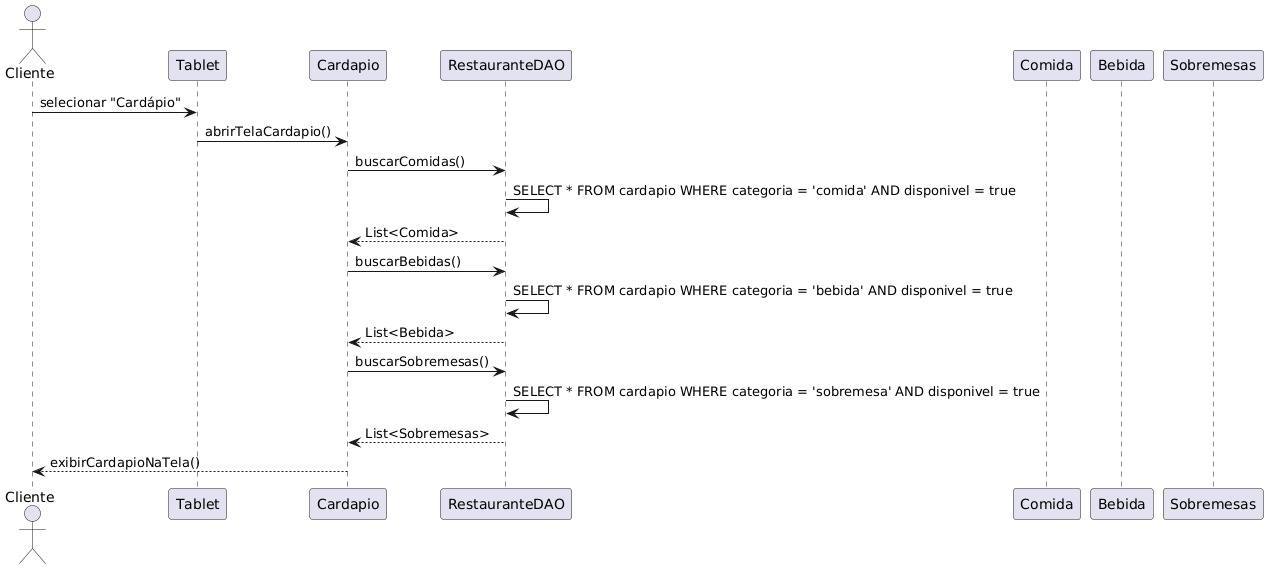 Cliente
Tablet
Cardapio
RestauranteDAO
Comida
Bebida
Sobremesas
selecionar "Cardápio"
abrirTelaCardapio()
buscarComidas()
SELECT * FROM cardapio WHERE categoria = 'comida' AND disponivel = true
List<Comida>
buscarBebidas()
SELECT * FROM cardapio WHERE categoria = 'bebida' AND disponivel = true
List<Bebida>
buscarSobremesas()
SELECT * FROM cardapio WHERE categoria = 'sobremesa' AND disponivel = true
List<Sobremesas>
exibirCardapioNaTela()
Cliente
Tablet
Cardapio
RestauranteDAO
Comida
Bebida
Sobremesas